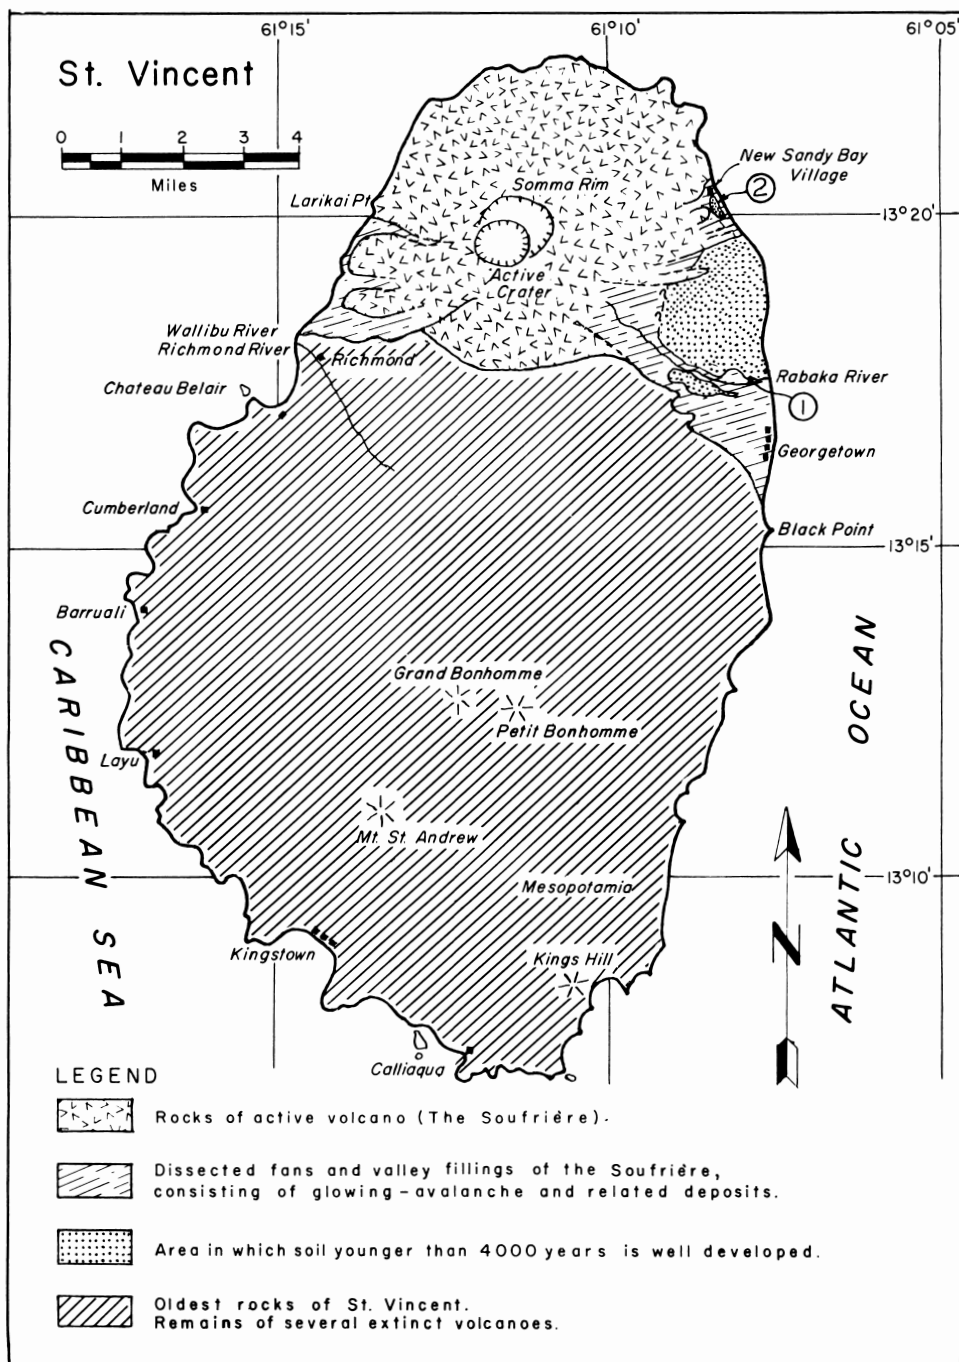 61°15'
61°10'
61°05'
St. Vincent
0 1 2 3 4
Miles
New Sandy Bay
Village
2
Somma Rim
Larikai Pt.
13°20'
Active
Crater
Wallibu River
Richmond River
Richmond
Chateau Belair
Rabaka River
1
Georgetown
Cumberland
Black Point
13°15'
Barruali
CARIBBEAN SEA
ATLANTIC OCEAN
Grand Bonhomme
Petit Bonhomme
Layu
Mt. St. Andrew
13°10'
Mesopotamia
N
Kingstown
Kings Hill
Calliaqua
LEGEND
Rocks of active volcano (The Soufrière).
Dissected fans and valley fillings of the Soufrière,
consisting of glowing-avalanche and related deposits.
Area in which soil younger than 4000 years is well developed.
Oldest rocks of St. Vincent.
Remains of several extinct volcanoes.